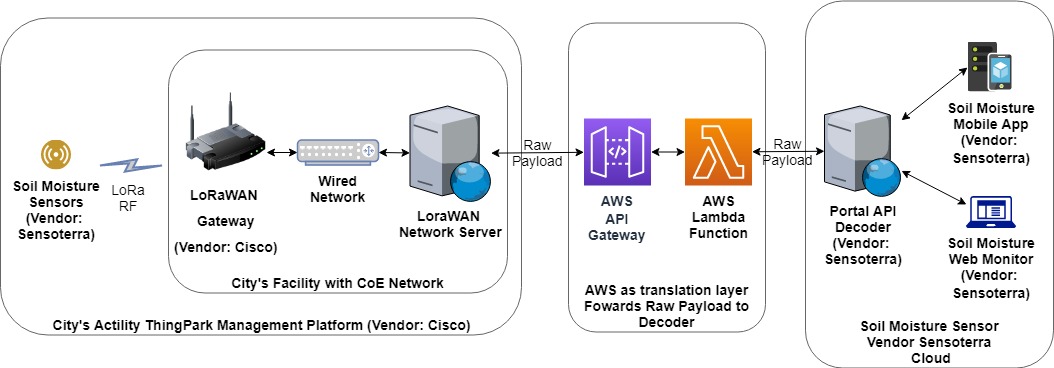 Soil Moisture
Sensors
(Vendor:
Sensoterra)
LoRa
RF
LoRaWAN
Gateway
(Vendor: Cisco)
Wired
Network
LoraWAN
Network Server
City's Facility with CoE Network
City's Actility ThingPark Management Platform (Vendor: Cisco)
Raw
Payload
AWS
API
Gateway
AWS
Lambda
Function
AWS as translation layer
Fowards Raw Payload to
Decoder
Raw
Payload
Portal API
Decoder
(Vendor:
Sensoterra)
Soil Moisture
Mobile App
(Vendor:
Sensoterra)
Soil Moisture
Web Monitor
(Vendor:
Sensoterra)
Soil Moisture Sensor
Vendor Sensoterra
Cloud